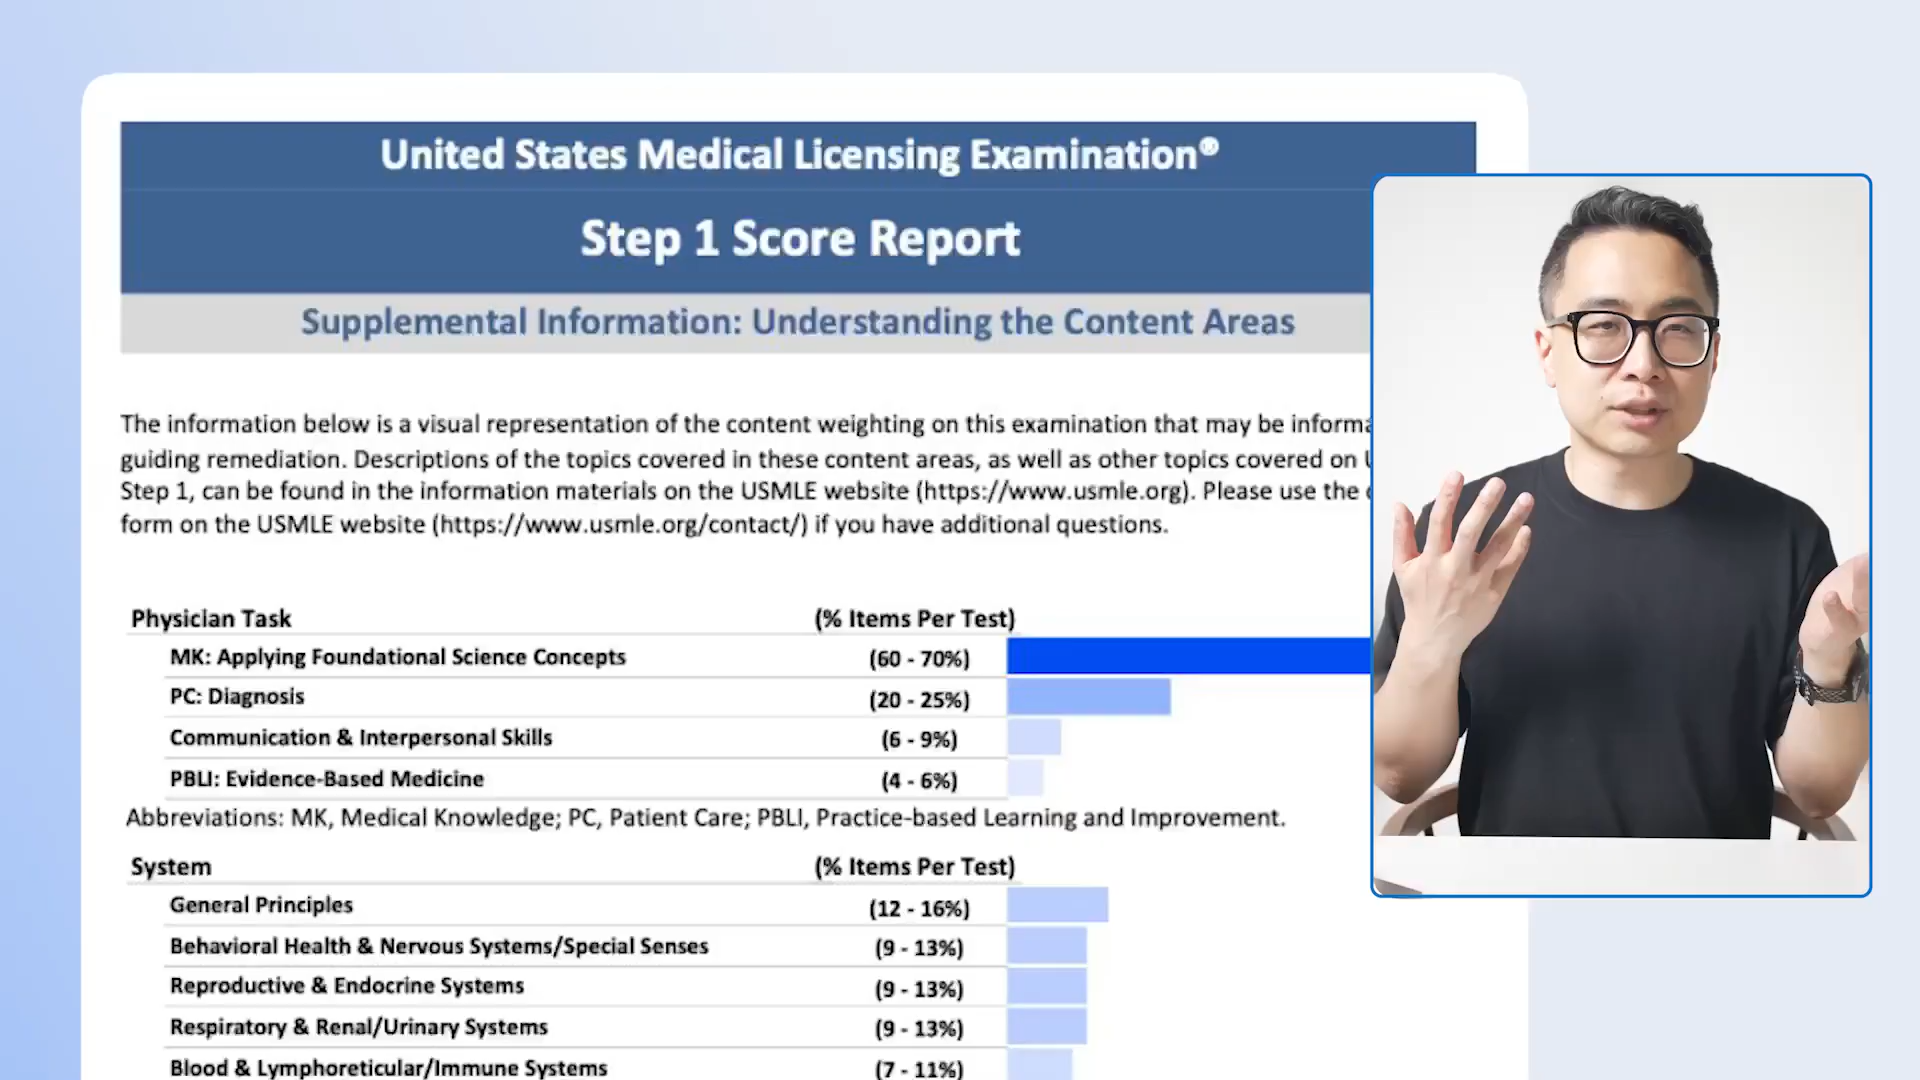 United States Medical Licensing Examination®
Step 1 Score Report
Supplemental Information: Understanding the Content Areas
The information below is a visual representation of the content weighting on this examination that may be
guiding remediation. Descriptions of the topics covered in these content areas, as well as other topics covered on
Step 1, can be found in the information materials on the USMLE website (https://www.usmle.org). Please use the
form on the USMLE website (https://www.usmle.org/contact/) if you have additional questions.
Physician Task (% Items Per Test)
MK: Applying Foundational Science Concepts (60 - 70%)
PC: Diagnosis (20 - 25%)
Communication & Interpersonal Skills (6 - 9%)
PBLI: Evidence-Based Medicine (4 - 6%)
Abbreviations: MK, Medical Knowledge; PC, Patient Care; PBLI, Practice-based Learning and Improvement.
System (% Items Per Test)
General Principles (12 - 16%)
Behavioral Health & Nervous Systems/Special Senses (9 - 13%)
Reproductive & Endocrine Systems (9 - 13%)
Respiratory & Renal/Urinary Systems (9 - 13%)
Blood & Lymphoreticular/Immune Systems (7 - 11%)